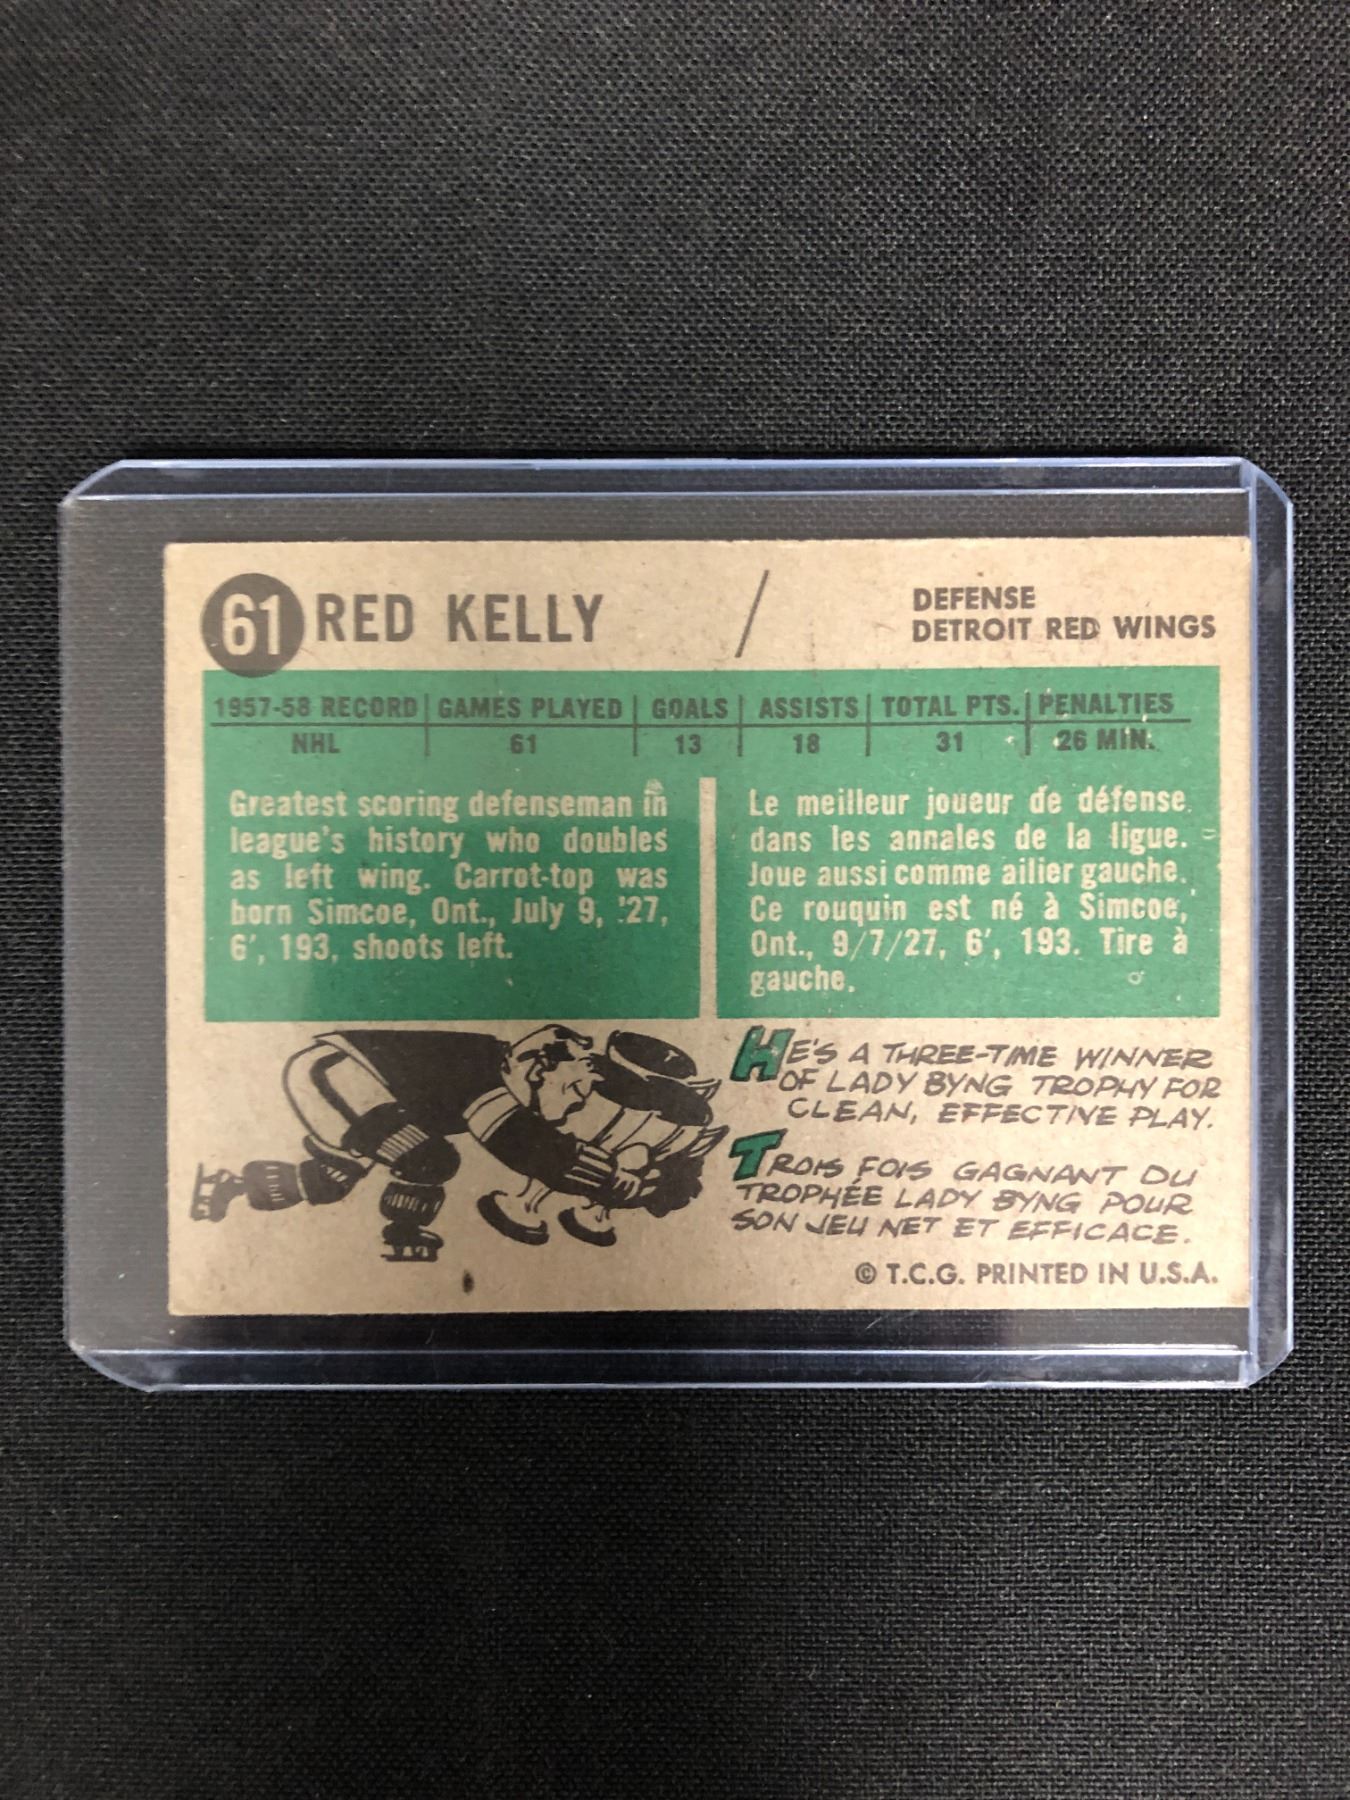 61 RED KELLY / DEFENSE
DETROIT RED WINGS
1957-58 RECORD | GAMES PLAYED | GOALS | ASSISTS | TOTAL PTS. | PENALTIES
NHL | 61 | 13 | 18 | 31 | 26 MIN.
Greatest scoring defenseman in
league's history who doubles
as left wing. Carrot-top was
born Simcoe, Ont., July 9, '27,
6', 193, shoots left.
Le meilleur joueur de défense
dans les annales de la ligue.
Joue aussi comme ailier gauche.
Ce rouquin est né à Simcoe,
Ont., 9/7/27, 6', 193. Tire à
gauche.
HE'S A THREE-TIME WINNER
OF LADY BYNG TROPHY FOR
CLEAN, EFFECTIVE PLAY.
TROIS FOIS GAGNANT DU
TROPHÉE LADY BYNG POUR
SON JEU NET ET EFFICACE.
© T.C.G. PRINTED IN U.S.A.